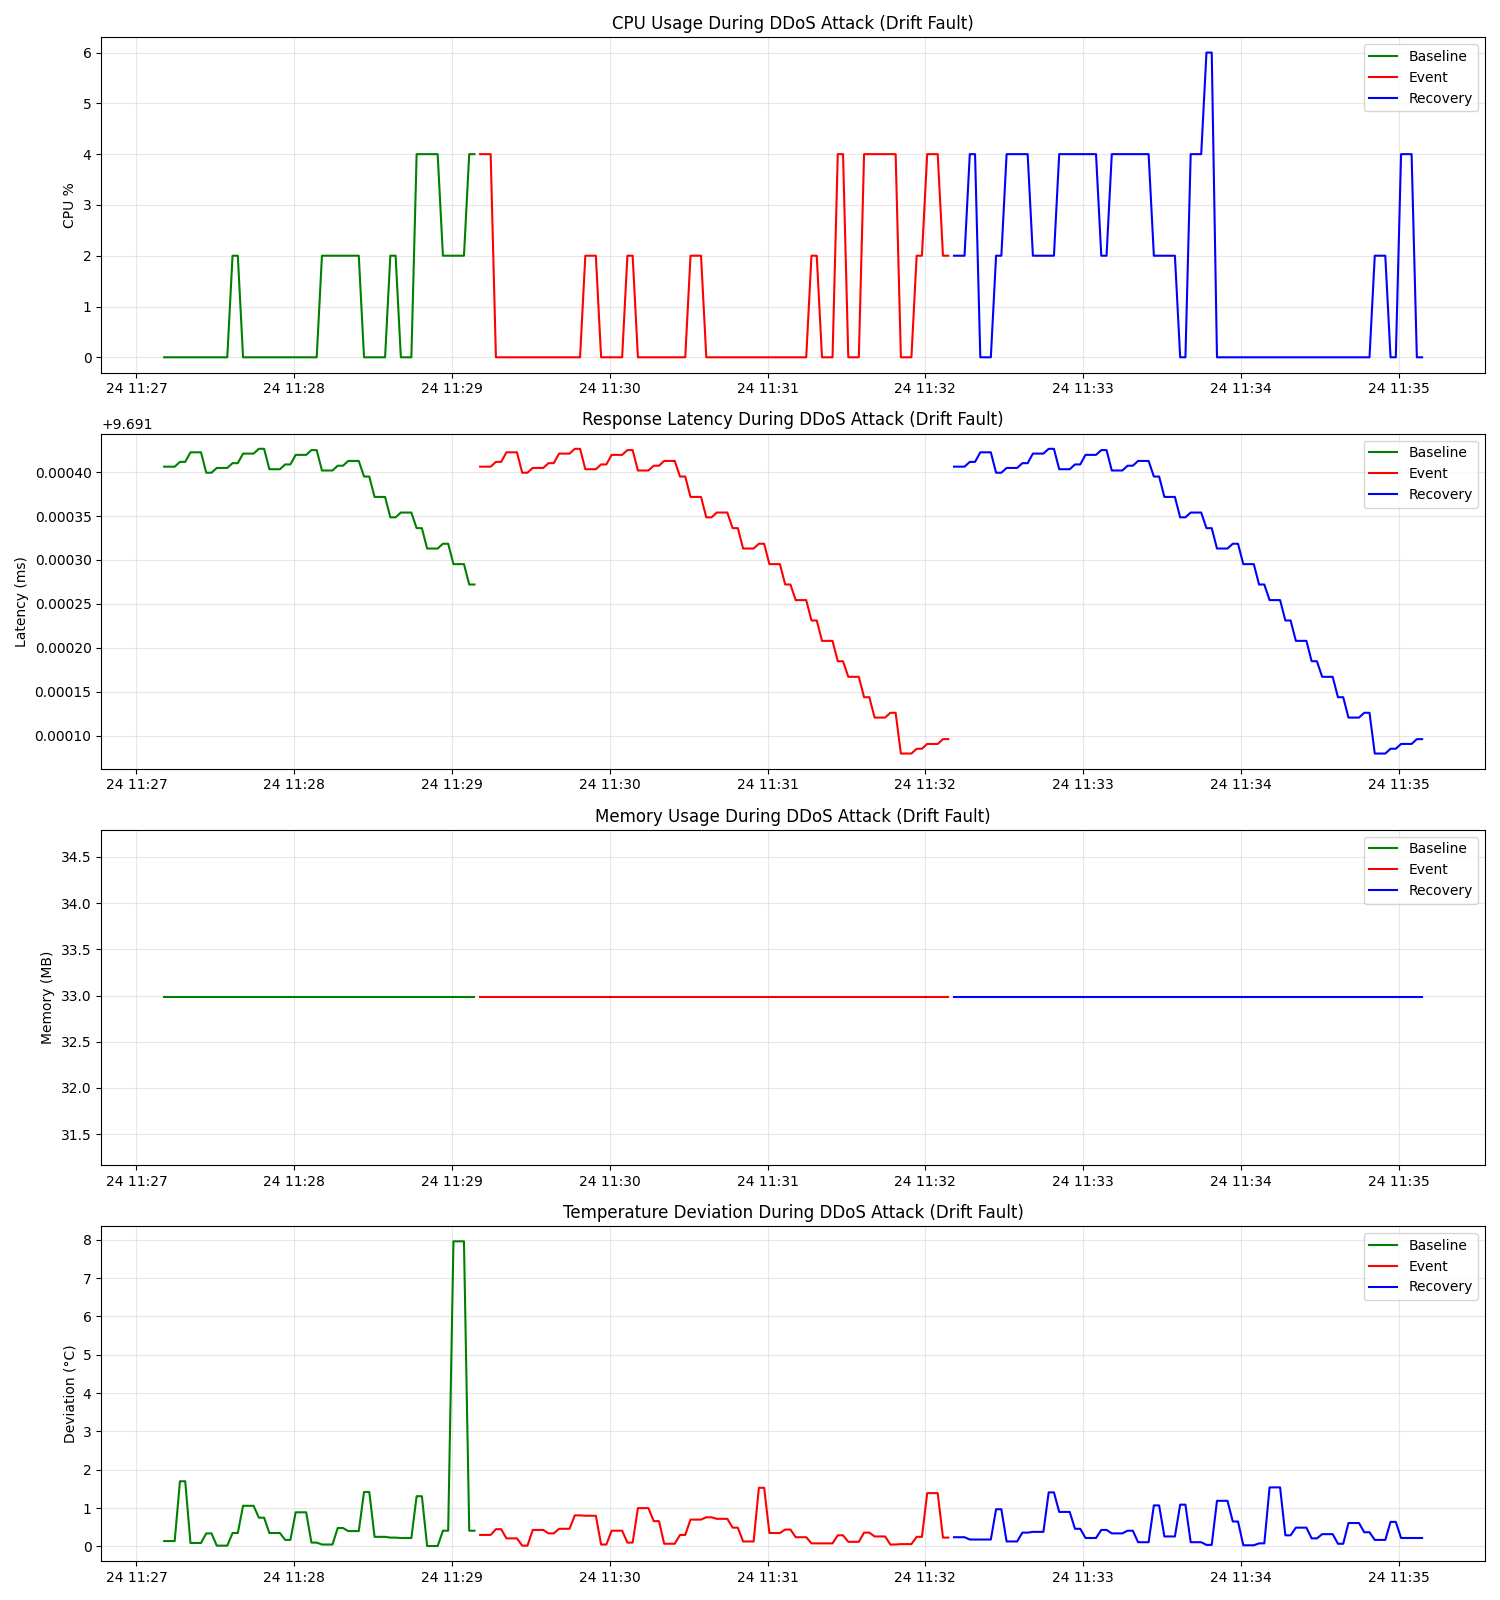 CPU Usage During DDoS Attack (Drift Fault)
CPU %
6
5
4
3
2
1
0
24 11:27 24 11:28 24 11:29 24 11:30 24 11:31 24 11:32 24 11:33 24 11:34 24 11:35
Baseline
Event
Recovery
Response Latency During DDoS Attack (Drift Fault)
+9.691
Latency (ms)
0.00040
0.00035
0.00030
0.00025
0.00020
0.00015
0.00010
24 11:27 24 11:28 24 11:29 24 11:30 24 11:31 24 11:32 24 11:33 24 11:34 24 11:35
Baseline
Event
Recovery
Memory Usage During DDoS Attack (Drift Fault)
Memory (MB)
34.5
34.0
33.5
33.0
32.5
32.0
31.5
24 11:27 24 11:28 24 11:29 24 11:30 24 11:31 24 11:32 24 11:33 24 11:34 24 11:35
Baseline
Event
Recovery
Temperature Deviation During DDoS Attack (Drift Fault)
Deviation (°C)
8
7
6
5
4
3
2
1
0
24 11:27 24 11:28 24 11:29 24 11:30 24 11:31 24 11:32 24 11:33 24 11:34 24 11:35
Baseline
Event
Recovery